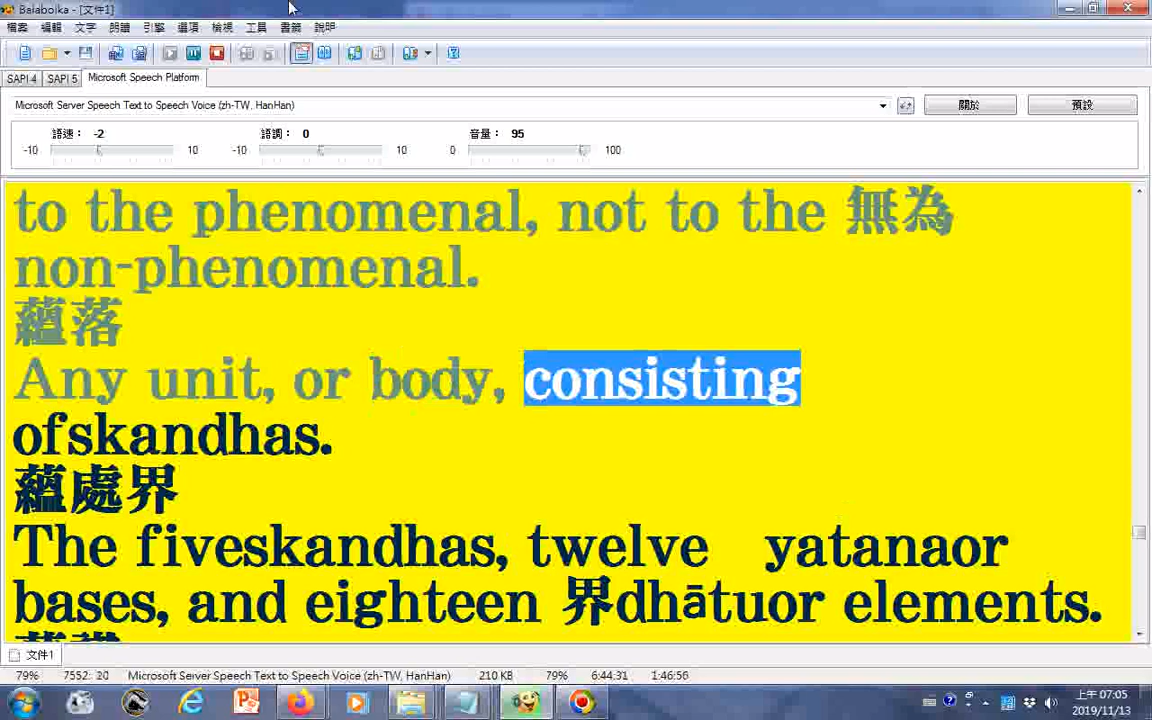 Balabolka - [文件1]
檔案 編輯 文字 朗讀 引擎 選項 檢視 工具 書籤 說明
SAPI 4 SAPI 5 Microsoft Speech Platform
Microsoft Server Speech Text to Speech Voice (zh-TW, HanHan) 關於 預設
語速： -2 語調： 0 音量： 95
-10 10 -10 10 0 100
to the phenomenal, not to the 無為
non-phenomenal.
蘊落
Any unit, or body, consisting
ofskandhas.
蘊處界
The fiveskandhas, twelve yatanaor
bases, and eighteen 界dhātuor elements.
文件1
79% 7552: 20 Microsoft Server Speech Text to Speech Voice (zh-TW, HanHan) 210 KB 79% 6:44:31 1:46:56
上午 07:05
2019/11/13